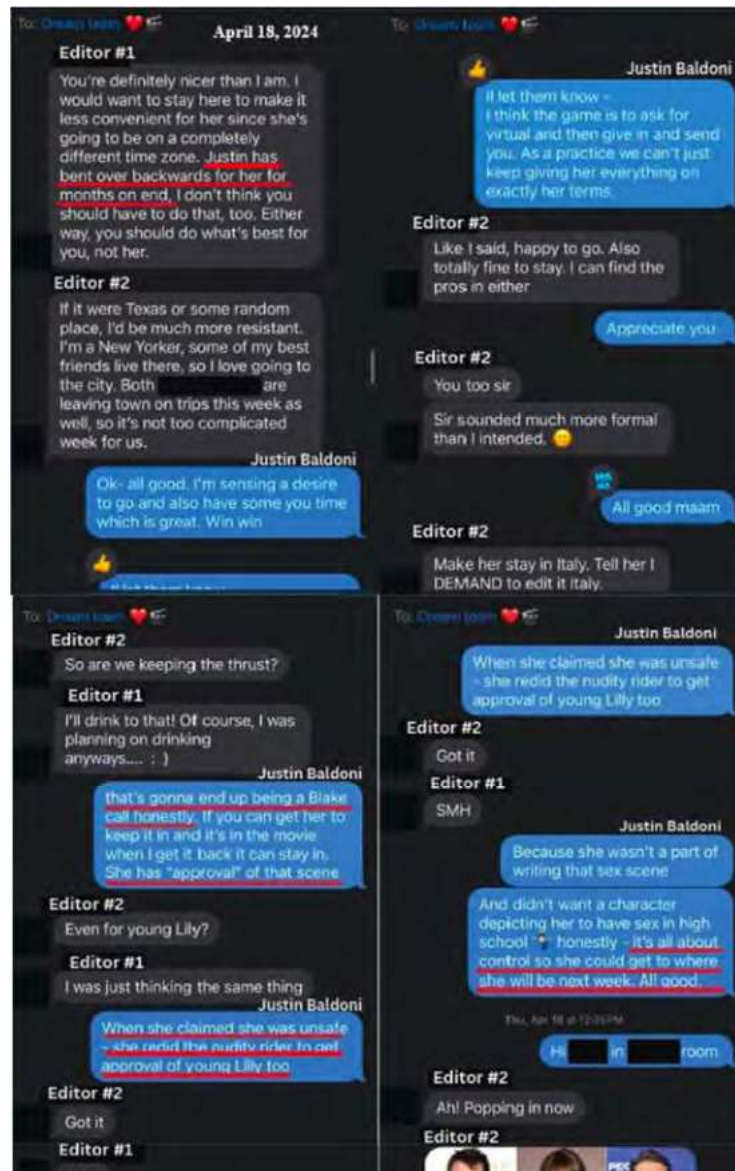 To: Dream team ❤️🎬
April 18, 2024
Editor #1
You're definitely nicer than I am. I
would want to stay here to make it
less convenient for her since she's
going to be on a completely
different time zone. Justin has
bent over backwards for her for
months on end, I don't think you
should have to do that, too. Either
way, you should do what's best for
you, not her.
Editor #2
If it were Texas or some random
place, I'd be much more resistant.
I'm a New Yorker, some of my best
friends live there, so I love going to
the city. Both are
leaving town on trips this week as
well, so it's not too complicated
week for us.
Justin Baldoni
Ok- all good. I'm sensing a desire
to go and also have some you time
which is great. Win win
👍
let them know
To: Dream team ❤️🎬
👍
Justin Baldoni
ll let them know –
I think the game is to ask for
virtual and then give in and send
you. As a practice we can't just
keep giving her everything on
exactly her terms.
Editor #2
Like I said, happy to go. Also
totally fine to stay. I can find the
pros in either
Appreciate you
Editor #2
You too sir
Sir sounded much more formal
than I intended.
All good maam
Editor #2
Make her stay in Italy. Tell her I
DEMAND to edit it Italy.
To: Dream team ❤️🎬
Editor #2
So are we keeping the thrust?
Editor #1
I'll drink to that! Of course, I was
planning on drinking
anyways.... : )
Justin Baldoni
that's gonna end up being a Blake
call honestly. If you can get her to
keep it in and it's in the movie
when I get it back it can stay in.
She has "approval" of that scene
Editor #2
Even for young Lily?
Editor #1
I was just thinking the same thing
Justin Baldoni
When she claimed she was unsafe
– she redid the nudity rider to get
approval of young Lilly too
Editor #2
Got it
Editor #1
To: Dream team ❤️🎬
Justin Baldoni
When she claimed she was unsafe
– she redid the nudity rider to get
approval of young Lilly too
Editor #2
Got it
Editor #1
SMH
Justin Baldoni
Because she wasn't a part of
writing that sex scene
And didn't want a character
depicting her to have sex in high
school honestly – it's all about
control so she could get to where
she will be next week. All good.
Thu, Apr 18 at 12:35 PM
Hi in room
Editor #2
Ah! Popping in now
Editor #2